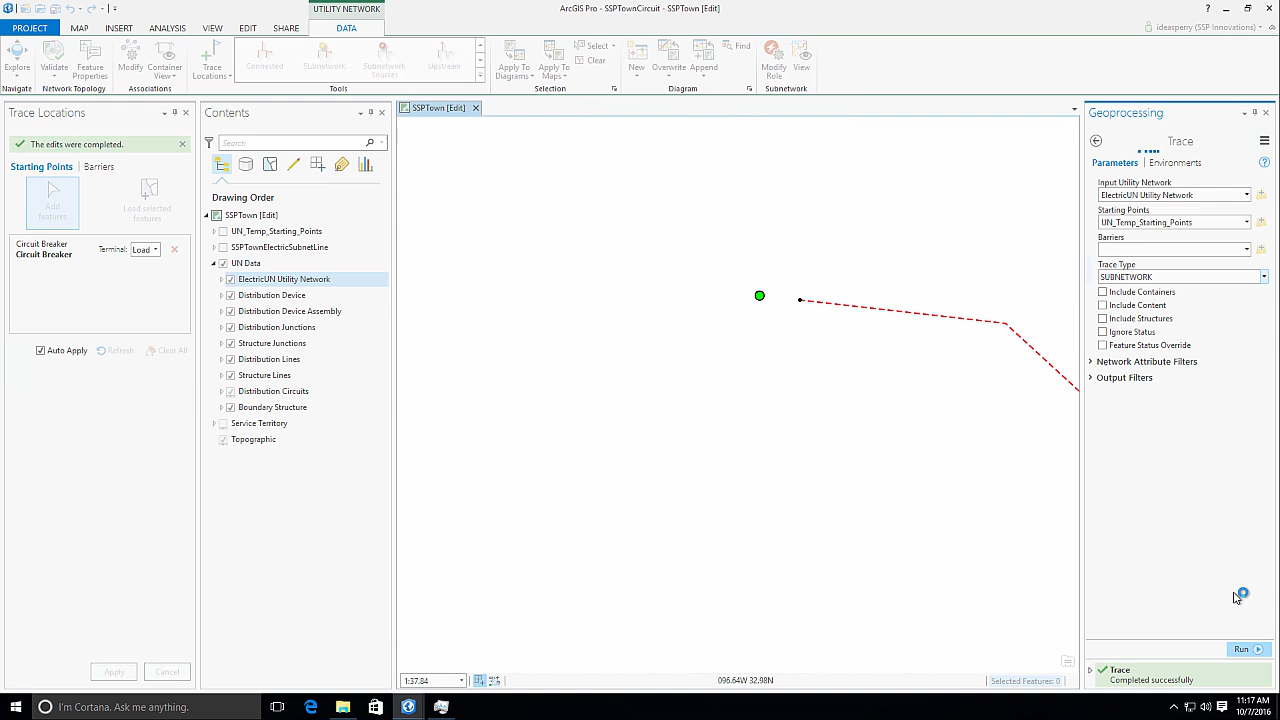 UTILITY NETWORK
ArcGIS Pro - SSPTownCircuit - SSPTown [Edit]
PROJECT MAP INSERT ANALYSIS VIEW EDIT SHARE DATA
ideasperry (SSP Innovations)
Explore
Navigate
Validate
Feature Properties
Network Topology
Modify
Container View
Associations
Trace Locations
Connected
Subnetwork
Subnetwork Sources
Upstream
Tools
Apply To Diagrams
Apply To Maps
Select
Clear
Selection
Find
New
Overwrite
Append
Diagram
Modify Role
View
Subnetwork
Trace Locations
The edits were completed.
Starting Points Barriers
Add features
Load selected features
Circuit Breaker
Circuit Breaker
Terminal: Load
Auto Apply Refresh Clear All
Apply Cancel
Contents
Search
Drawing Order
SSPTown [Edit]
UN_Temp_Starting_Points
SSPTownElectricSubnetLine
UN Data
ElectricUN Utility Network
Distribution Device
Distribution Device Assembly
Distribution Junctions
Structure Junctions
Distribution Lines
Structure Lines
Distribution Circuits
Boundary Structure
Service Territory
Topographic
SSPTown [Edit]
1:37.84
096.64W 32.98N
Selected Features: 0
Geoprocessing
Trace
Parameters Environments
Input Utility Network
ElectricUN Utility Network
Starting Points
UN_Temp_Starting_Points
Barriers
Trace Type
SUBNETWORK
Include Containers
Include Content
Include Structures
Ignore Status
Feature Status Override
Network Attribute Filters
Output Filters
Run
Trace
Completed successfully
I'm Cortana. Ask me anything.
11:17 AM
10/7/2016